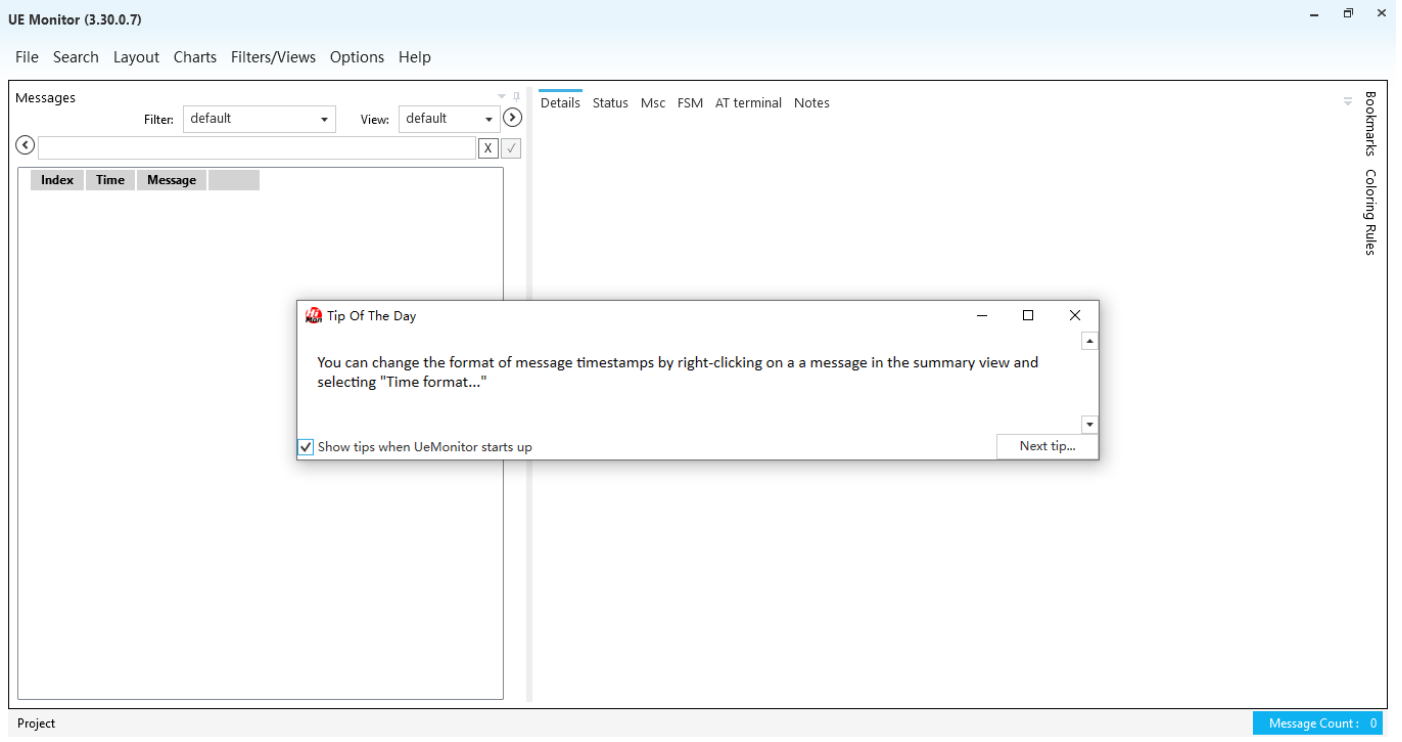 UE Monitor (3.30.0.7)
File Search Layout Charts Filters/Views Options Help
Messages
Filter: default View: default
X
Index Time Message
Details Status Msc FSM AT terminal Notes
Bookmarks Coloring Rules
Hi Mon Tip Of The Day
You can change the format of message timestamps by right-clicking on a a message in the summary view and
selecting "Time format..."
Show tips when UeMonitor starts up
Next tip...
Project
Message Count: 0